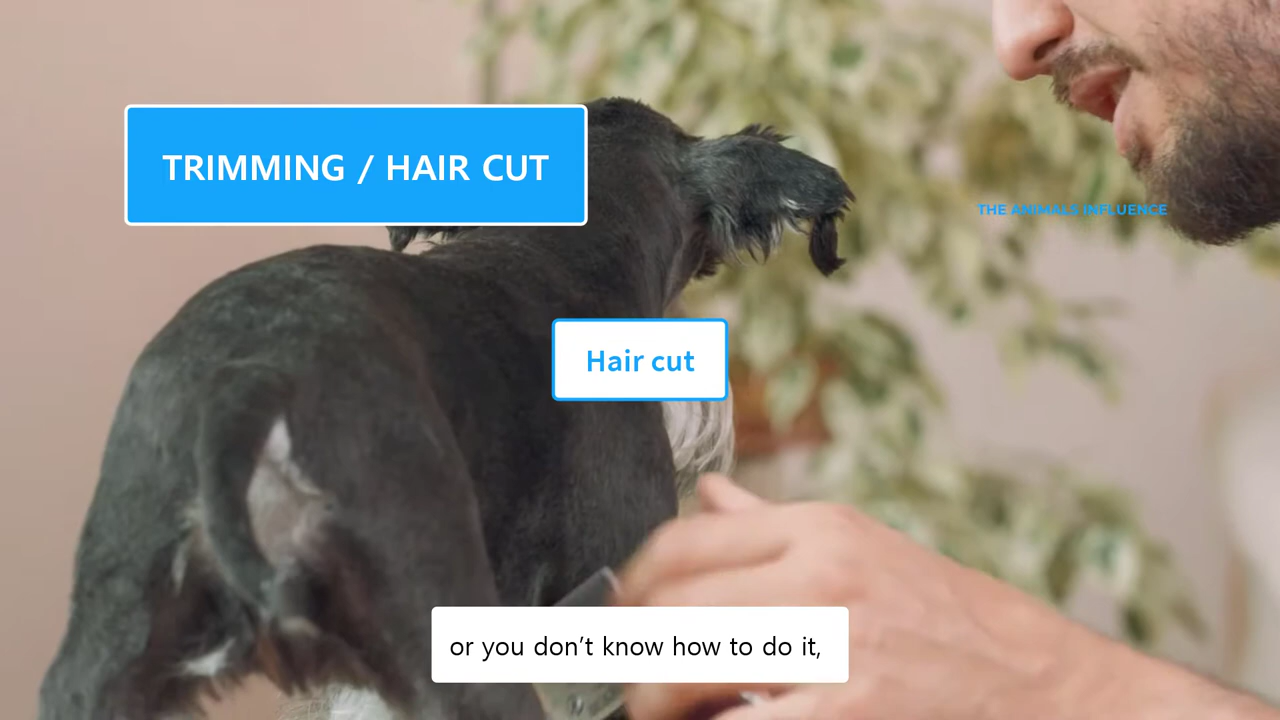 TRIMMING / HAIR CUT
THE ANIMALS INFLUENCE
Hair cut
or you don't know how to do it,